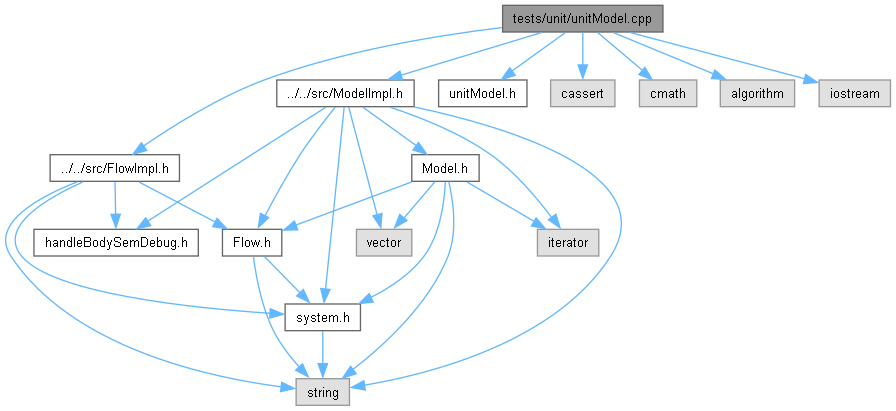 tests/unit/unitModel.cpp
../../src/ModelImpl.h
unitModel.h
cassert
cmath
algorithm
iostream
../../src/FlowImpl.h
Model.h
handleBodySemDebug.h
Flow.h
vector
iterator
system.h
string